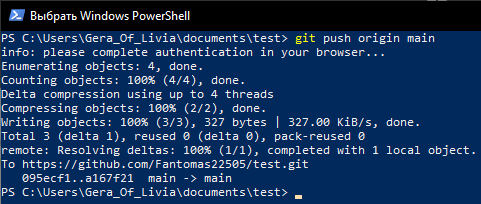 Выбрать Windows PowerShell
PS C:\Users\Gera_Of_Livia\documents\test> git push origin main
info: please complete authentication in your browser...
Enumerating objects: 4, done.
Counting objects: 100% (4/4), done.
Delta compression using up to 4 threads
Compressing objects: 100% (2/2), done.
Writing objects: 100% (3/3), 327 bytes | 327.00 KiB/s, done.
Total 3 (delta 1), reused 0 (delta 0), pack-reused 0
remote: Resolving deltas: 100% (1/1), completed with 1 local object.
To https://github.com/Fantomas22505/test.git
   095ecf1..a167f21  main -> main
PS C:\Users\Gera_Of_Livia\documents\test>